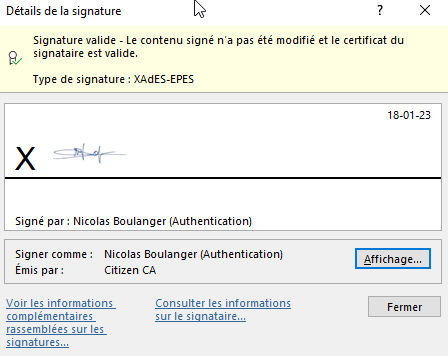 Détails de la signature
Signature valide - Le contenu signé n'a pas été modifié et le certificat du
signataire est valide.
Type de signature : XAdES-EPES
18-01-23
X
Signé par : Nicolas Boulanger (Authentication)
Signer comme : Nicolas Boulanger (Authentication)
Émis par : Citizen CA
Affichage...
Voir les informations
complémentaires
rassemblées sur les
signatures...
Consulter les informations
sur le signataire...
Fermer